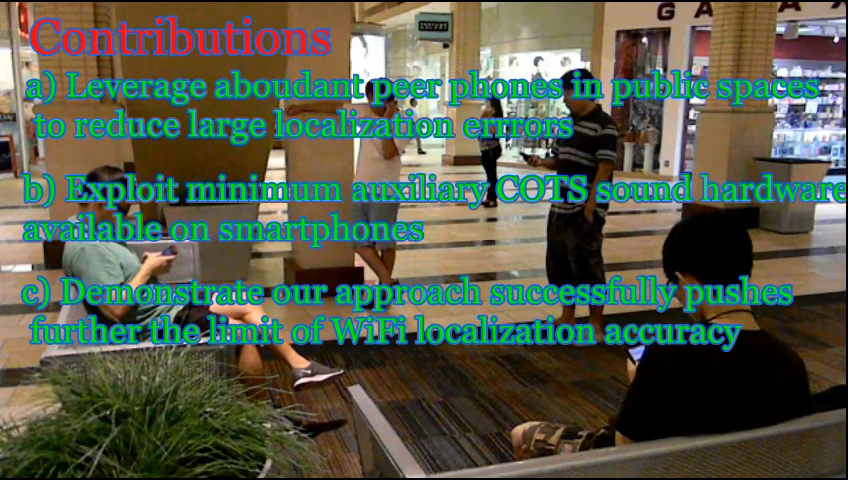 Contributions
a) Leverage aboudant peer phones in public spaces
to reduce large localization errrors
b) Exploit minimum auxiliary COTS sound hardware
available on smartphones
c) Demonstrate our approach successfully pushes
further the limit of WiFi localization accuracy